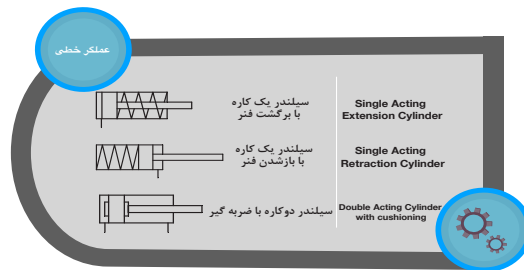 عملکر خطی
سیلندر یک کاره
با برگشت فنر
Single Acting
Extension Cylinder
سیلندر یک کاره
با بازشدن فنر
Single Acting
Retraction Cylinder
سیلندر دوکاره با ضربه گیر
Double Acting Cylinder
with cushioning